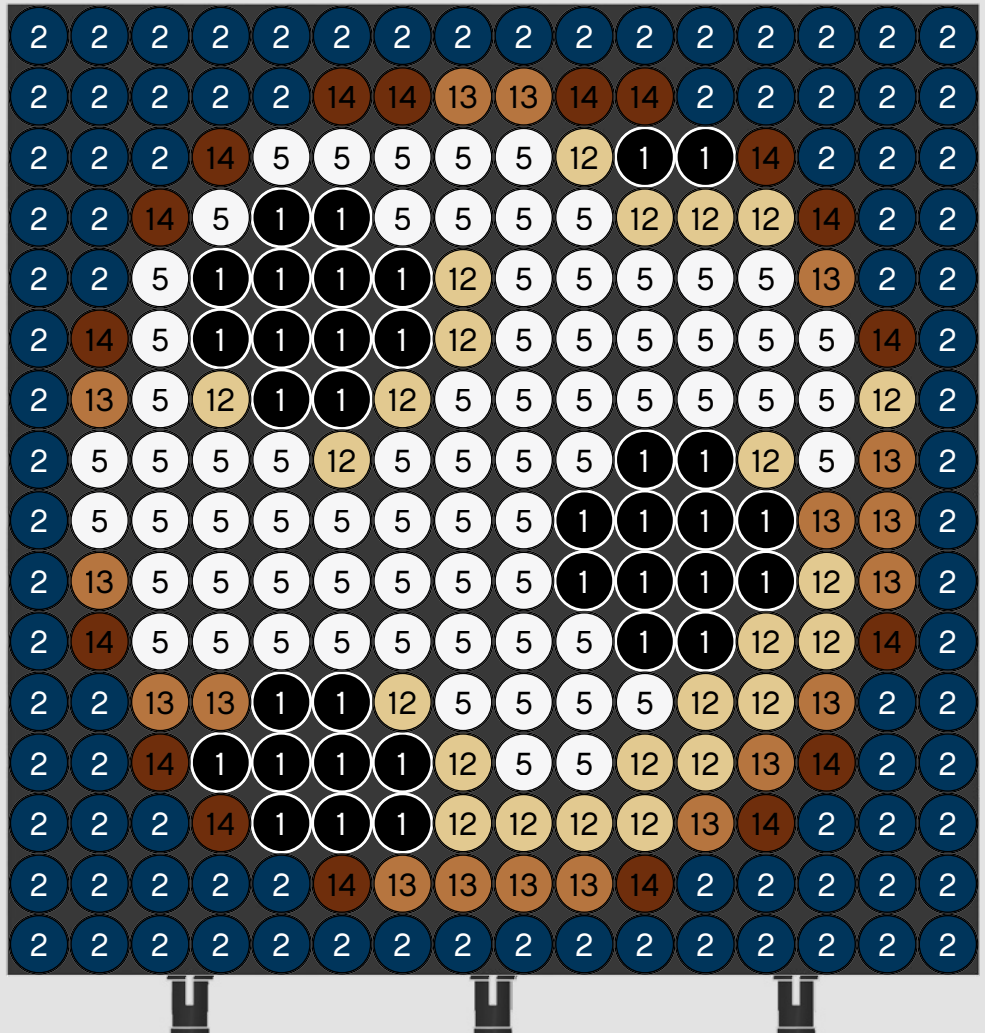 2 2 2 2 2 2 2 2 2 2 2 2 2 2 2 2
2 2 2 2 2 14 14 13 13 14 14 2 2 2 2 2
2 2 2 14 5 5 5 5 5 12 1 1 14 2 2 2
2 2 14 5 1 1 5 5 5 5 12 12 12 14 2 2
2 2 5 1 1 1 1 12 5 5 5 5 5 13 2 2
2 14 5 1 1 1 1 12 5 5 5 5 5 5 14 2
2 13 5 12 1 1 12 5 5 5 5 5 5 5 12 2
2 5 5 5 5 12 5 5 5 5 1 1 12 5 13 2
2 5 5 5 5 5 5 5 5 1 1 1 1 13 13 2
2 13 5 5 5 5 5 5 5 1 1 1 1 12 13 2
2 14 5 5 5 5 5 5 5 5 1 1 12 12 14 2
2 2 13 13 1 1 12 5 5 5 5 12 12 13 2 2
2 2 14 1 1 1 1 12 5 5 12 12 13 14 2 2
2 2 2 14 1 1 1 12 12 12 12 13 14 2 2 2
2 2 2 2 2 14 13 13 13 13 14 2 2 2 2 2
2 2 2 2 2 2 2 2 2 2 2 2 2 2 2 2